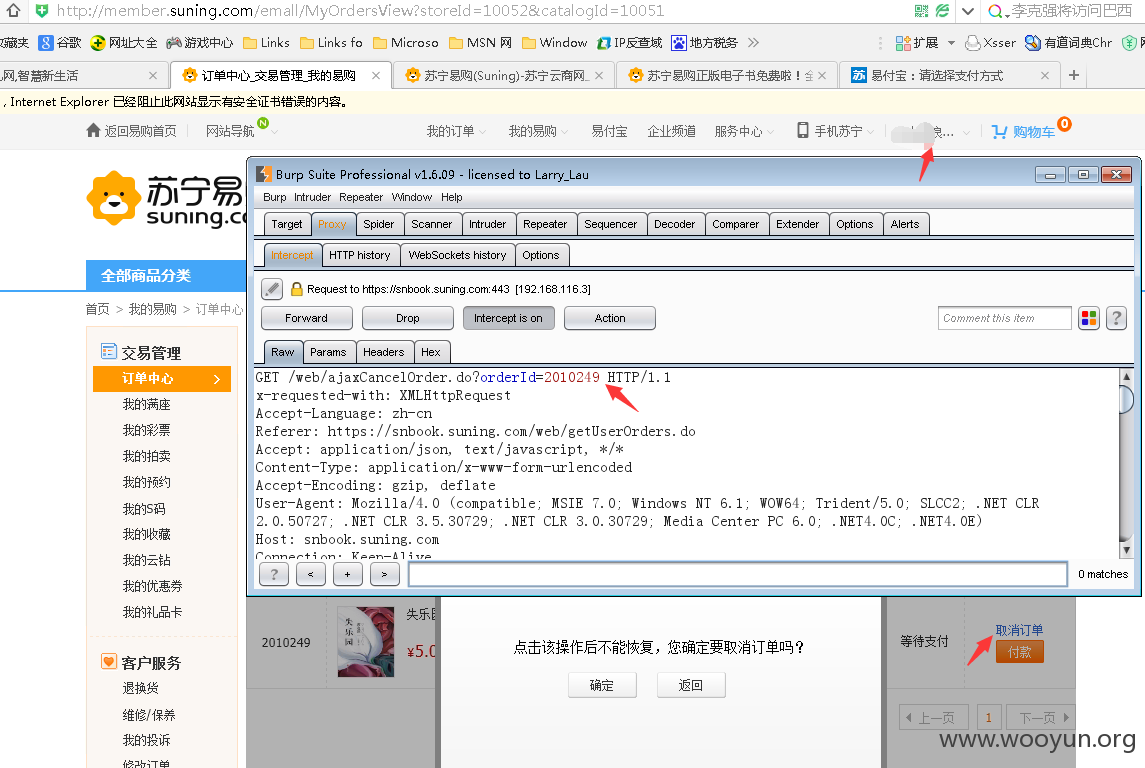 http://member.suning.com/emall/MyOrdersView?storeId=10052&catalogId=10051
李克强将访问巴西
收藏夹 谷歌 网址大全 游戏中心 Links Links fo Microso MSN 网 Window IP反查域 地方税务 扩展 Xsser 有道词典Chr
儿网,智慧新生活 订单中心_交易管理_我的易购 苏宁易购(Suning)-苏宁云商网 苏宁易购正版电子书免费啦！全 易付宝：请选择支付方式
, Internet Explorer 已经阻止此网站显示有安全证书错误的内容。
返回易购首页 网站导航 N 我的订单 我的易购 易付宝 企业频道 服务中心 手机苏宁 购物车 0
苏宁易
suning.co
全部商品分类
首页 > 我的易购 > 订单中心
交易管理
订单中心
我的满座
我的彩票
我的拍卖
我的预约
我的S码
我的收藏
我的云钻
我的优惠券
我的礼品卡
客户服务
退换货
维修/保养
我的投诉
修改订单
Burp Suite Professional v1.6.09 - licensed to Larry_Lau
Burp Intruder Repeater Window Help
Target Proxy Spider Scanner Intruder Repeater Sequencer Decoder Comparer Extender Options Alerts
Intercept HTTP history WebSockets history Options
Request to https://snbook.suning.com:443 [192.168.116.3]
Forward Drop Intercept is on Action Comment this item ?
Raw Params Headers Hex
GET /web/ajaxCancelOrder.do?orderId=2010249 HTTP/1.1
x-requested-with: XMLHttpRequest
Accept-Language: zh-cn
Referer: https://snbook.suning.com/web/getUserOrders.do
Accept: application/json, text/javascript, */*
Content-Type: application/x-www-form-urlencoded
Accept-Encoding: gzip, deflate
User-Agent: Mozilla/4.0 (compatible; MSIE 7.0; Windows NT 6.1; WOW64; Trident/5.0; SLCC2; .NET CLR
2.0.50727; .NET CLR 3.5.30729; .NET CLR 3.0.30729; Media Center PC 6.0; .NET4.0C; .NET4.0E)
Host: snbook.suning.com
Connection: Keep-Alive
? < + > 0 matches
2010249
失乐园
失乐园
¥5.0
点击该操作后不能恢复，您确定要取消订单吗？
确定 返回
等待支付
取消订单
付款
上一页 1 下一页
www.wooyun.org